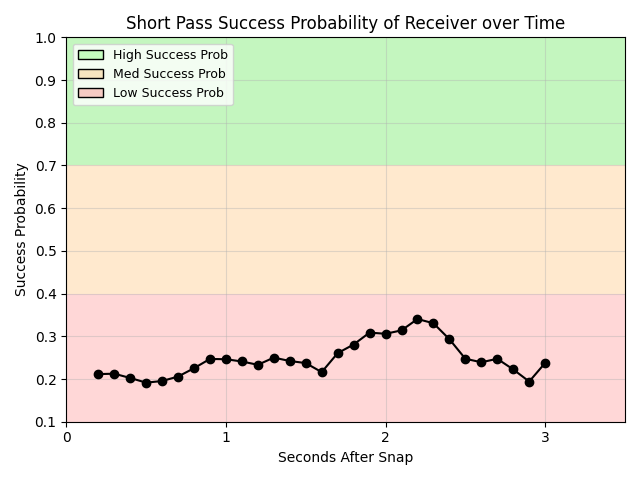 Short Pass Success Probability of Receiver over Time
High Success Prob
Med Success Prob
Low Success Prob
Success Probability
1.0
0.9
0.8
0.7
0.6
0.5
0.4
0.3
0.2
0.1
0 1 2 3
Seconds After Snap